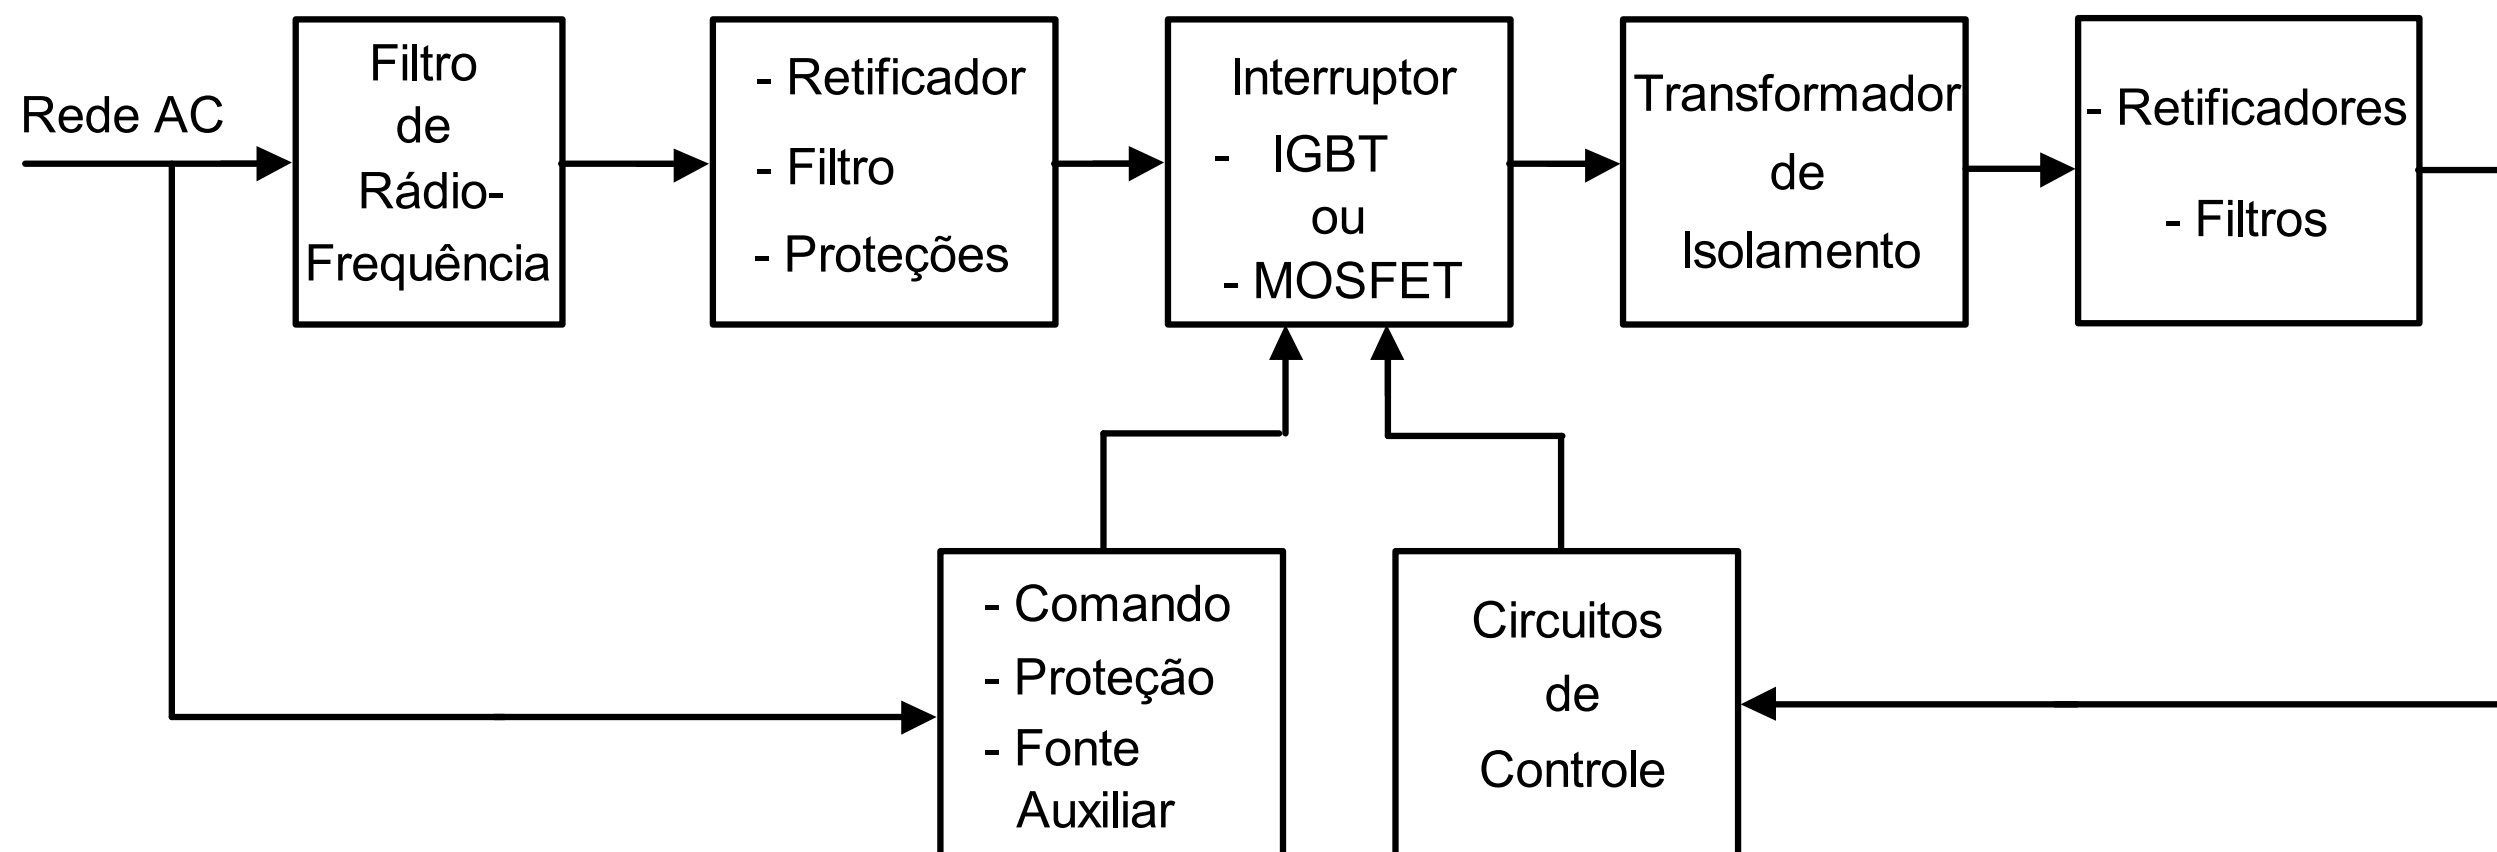 Rede AC
Filtro
de
Rádio-
Frequência
- Retificador
- Filtro
- Proteções
Interruptor
- IGBT
ou
- MOSFET
Transformador
de
Isolamento
- Retificadores
- Filtros
- Comando
- Proteção
- Fonte
Auxiliar
Circuitos
de
Controle